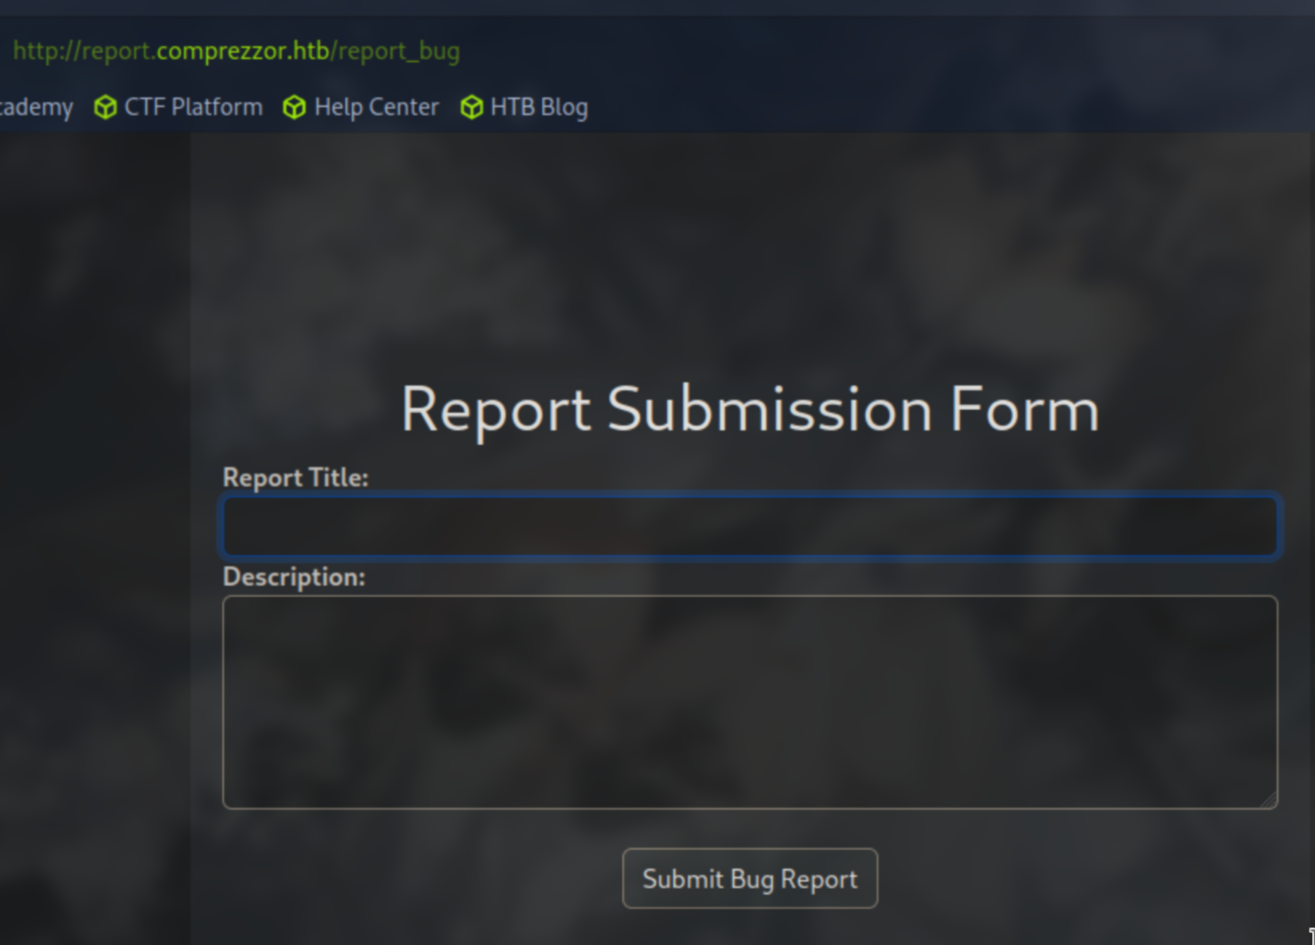 http://report.comprezzor.htb/report_bug
cademy CTF Platform Help Center HTB Blog
Report Submission Form
Report Title:
Description:
Submit Bug Report